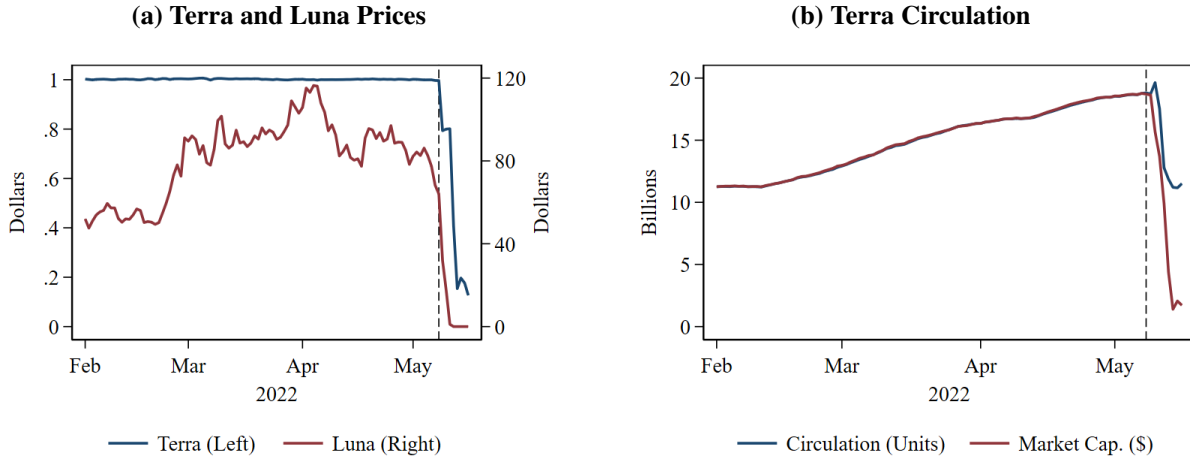 (a) Terra and Luna Prices
1
.8
.6
.4
.2
0
Dollars
120
80
40
0
Dollars
Feb
Mar
Apr
May
2022
Terra (Left)
Luna (Right)
(b) Terra Circulation
20
15
10
5
0
Billions
Feb
Mar
Apr
May
2022
Circulation (Units)
Market Cap. ($)